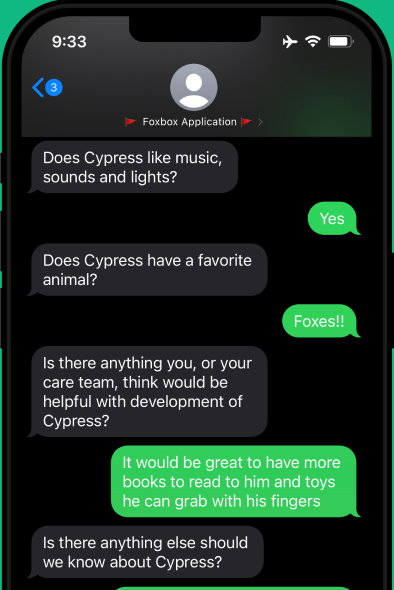 9:33
3
Foxbox Application
Does Cypress like music,
sounds and lights?
Yes
Does Cypress have a favorite
animal?
Foxes!!
Is there anything you, or your
care team, think would be
helpful with development of
Cypress?
It would be great to have more
books to read to him and toys
he can grab with his fingers
Is there anything else should
we know about Cypress?